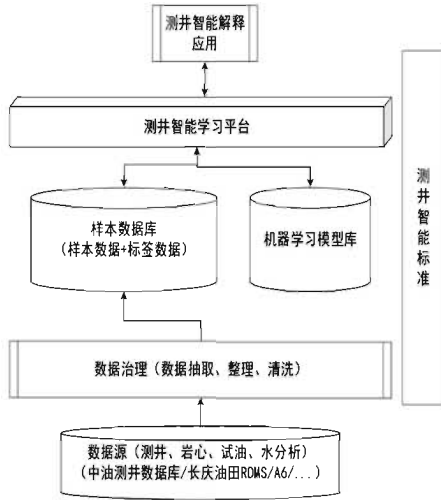 测井智能解释
应用
测井智能学习平台
样本数据库
(样本数据+标签数据)
机器学习模型库
数据治理（数据抽取、整理、清洗）
数据源（测井、岩心、试油、水分析）
(中油测井数据库/长庆油田ROMS/A6/...)
测井智能标准